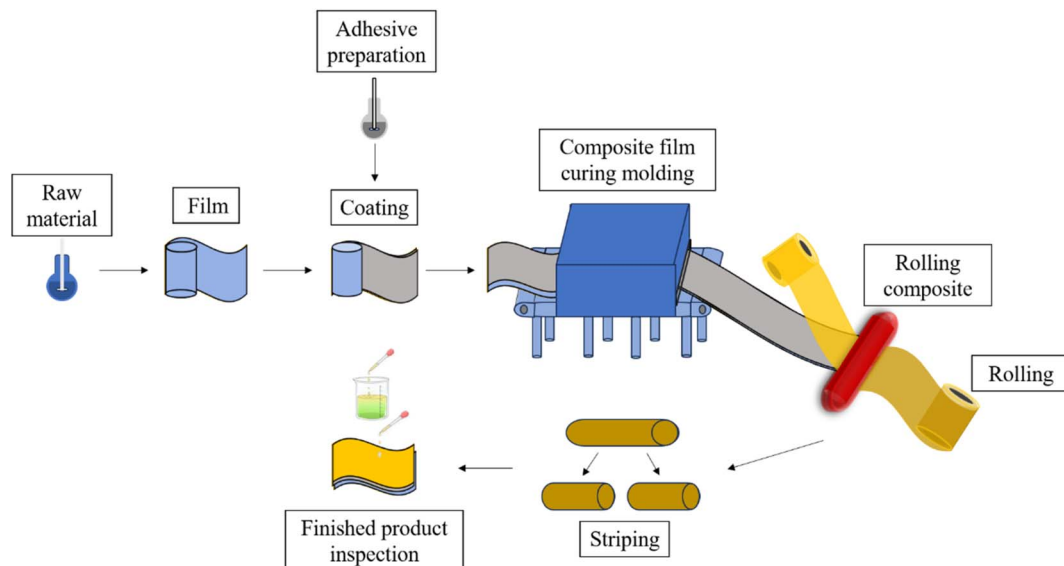 Adhesive
preparation
Raw
material
Film
Coating
Composite film
curing molding
Rolling
composite
Rolling
Striping
Finished product
inspection